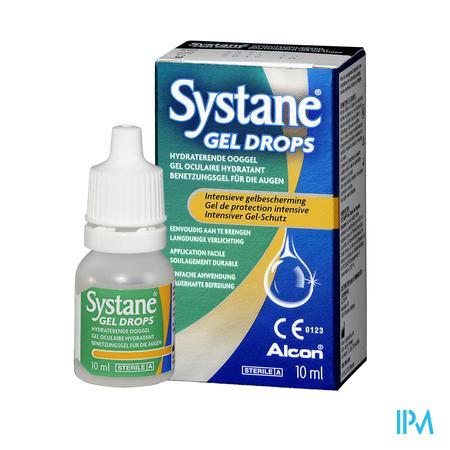 Systane®
GEL DROPS
HYDRATERENDE OOGGEL
GEL OCULAIRE HYDRATANT
BENETZUNGSGEL FÜR DIE AUGEN
Intensieve gelbescherming
Gel de protection intensive
Intensiver Gel-Schutz
EENVOUDIG AAN TE BRENGEN
LANGDURIGE VERLICHTING
APPLICATION FACILE
SOULAGEMENT DURABLE
EINFACHE ANWENDUNG
DAUERHAFTE BEFREIUNG
CE 0123
Alcon®
STERILE A
10 ml
Systane®
GEL DROPS
HYDRATERENDE OOGGEL
GEL OCULAIRE HYDRATANT
BENETZUNGSGEL FÜR DIE AUGEN
10 ml
STERILE A
IPM